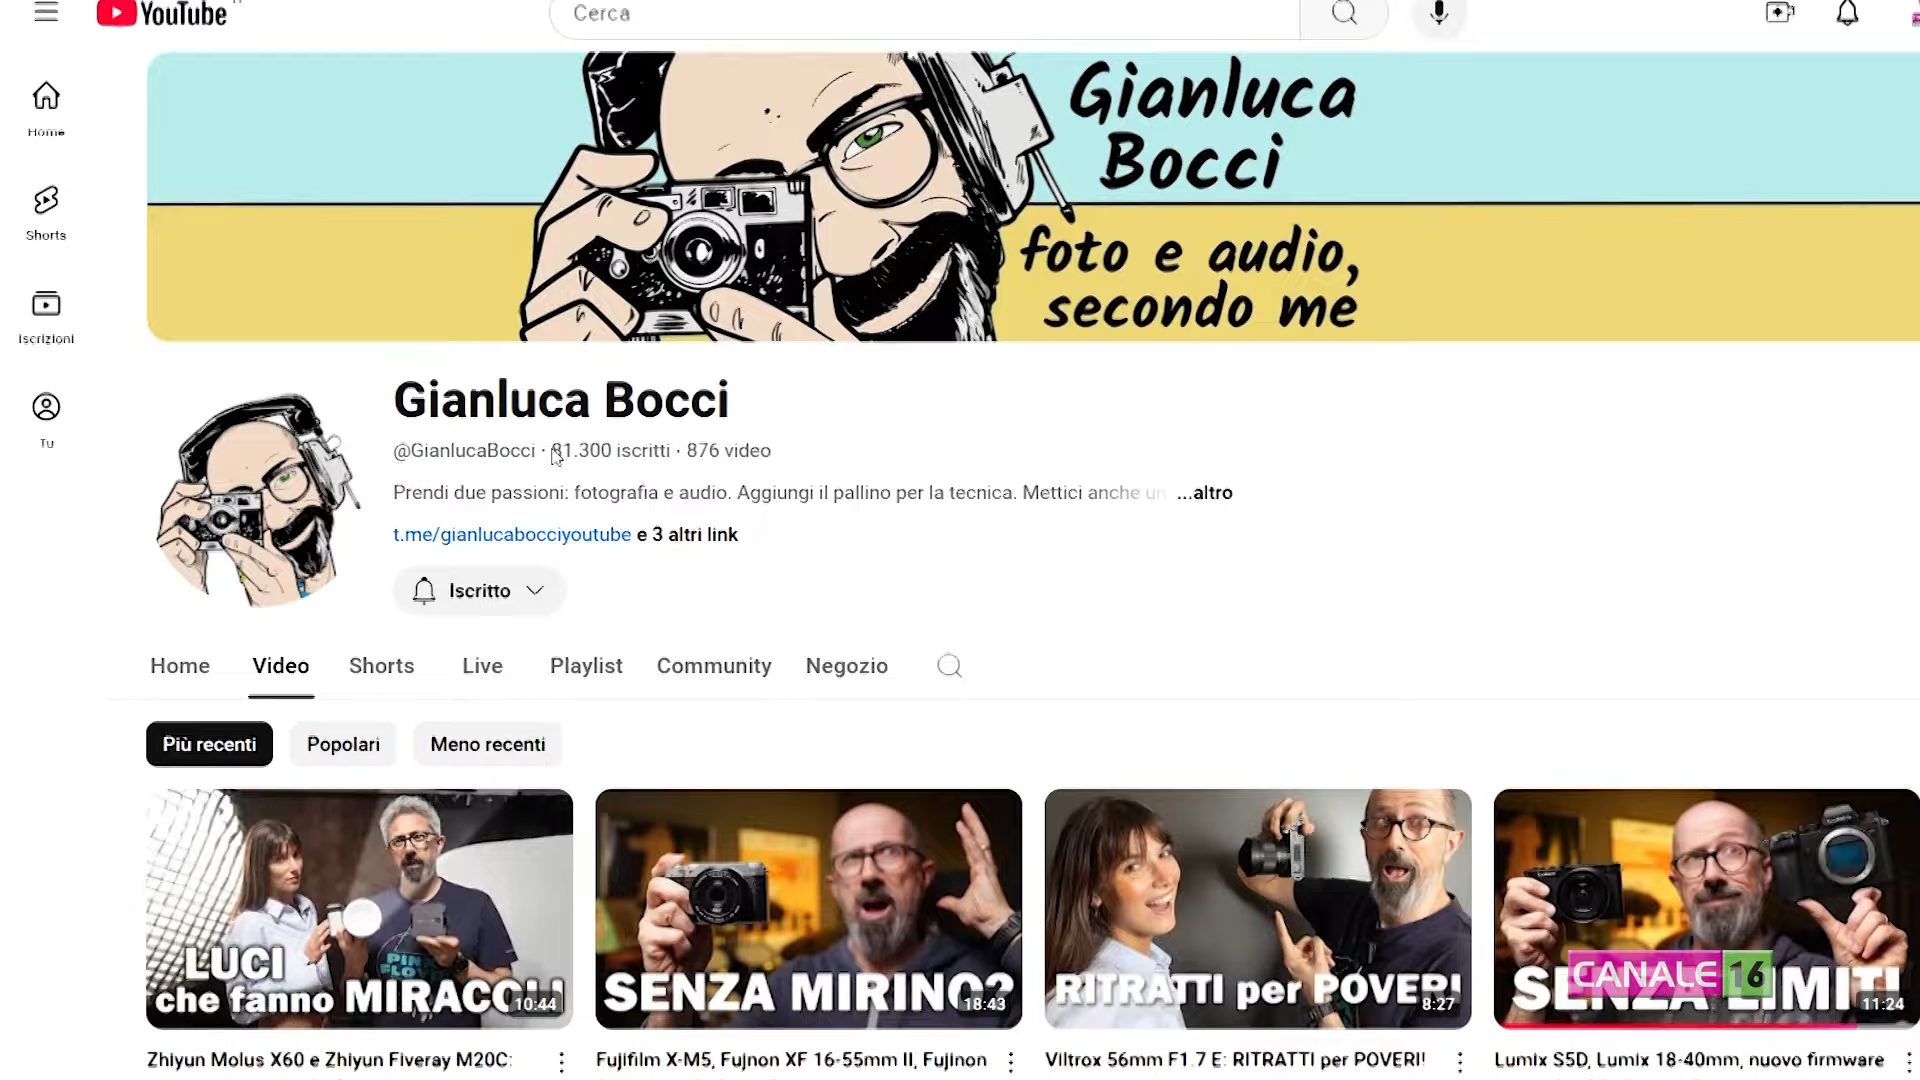 YouTube
Cerca
Home
Shorts
Iscrizioni
Tu
Gianluca
Bocci
foto e audio,
secondo me
Gianluca Bocci
@GianlucaBocci · 81.300 iscritti · 876 video
Prendi due passioni: fotografia e audio. Aggiungi il pallino per la tecnica. Mettici anche un ...altro
t.me/gianlucabocciyoutube e 3 altri link
Iscritto
Home Video Shorts Live Playlist Community Negozio
Più recenti Popolari Meno recenti
LUCI
che fanno MIRACOLI
10:44
SENZA MIRINO?
18:43
RITRATTI per POVERI
8:27
CANALE 16
SENZA LIMITI
11:24
Zhiyun Molus X60 e Zhiyun Fiveray M20C:
Fujifilm X-M5, Fujnon XF 16-55mm II, Fujinon
Viltrox 56mm F1.7 E: RITRATTI per POVERI!
Lumix S5D, Lumix 18-40mm, nuovo firmware